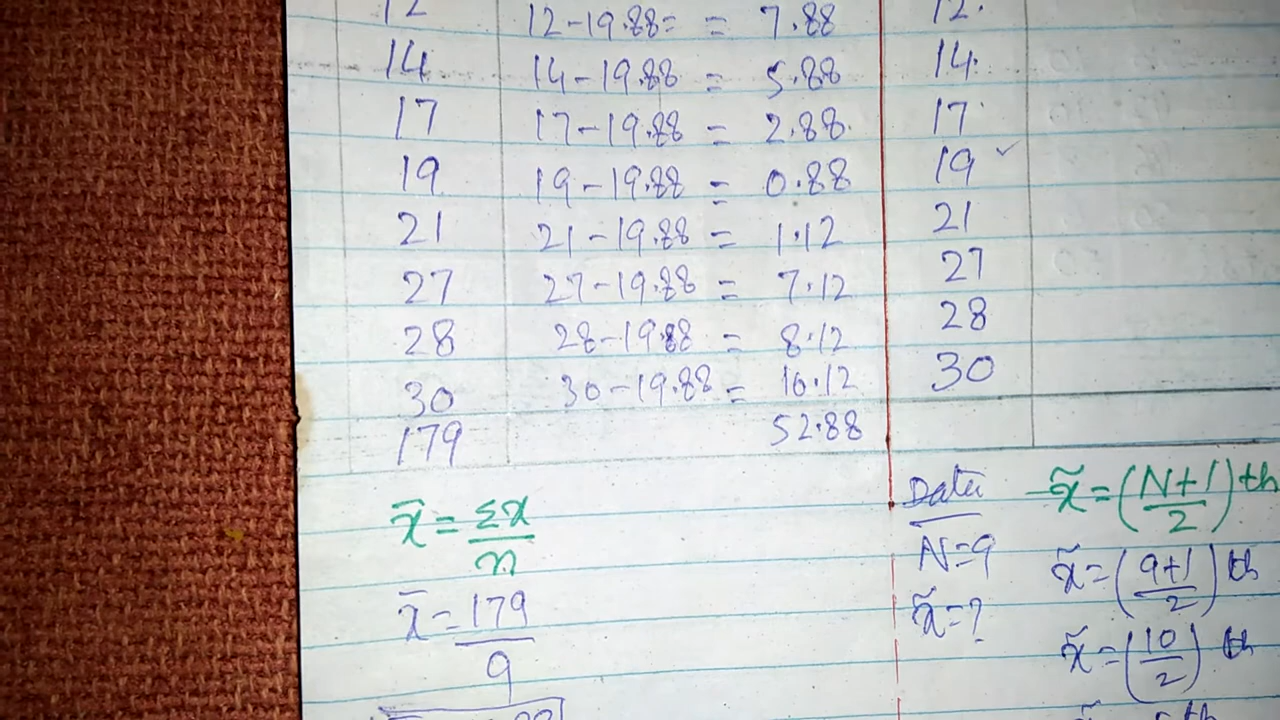 12 12-19.88= = 7.88 12.
14 14-19.88 = 5.88 14.
17 17-19.88 = 2.88. 17
19 19-19.88 = 0.88 19 ✓
21 21-19.88 = 1.12 21
27 27-19.88 = 7.12 27
28 28-19.88 = 8.12 28
30 30-19.88 = 10.12 30
179 52.88
x̄ = Σx/n
x̄ = 179/9
Data x̃ = (N+1/2)th
N=9 x̃ = (9+1/2)th
x̃=? x̃ = (10/2)th